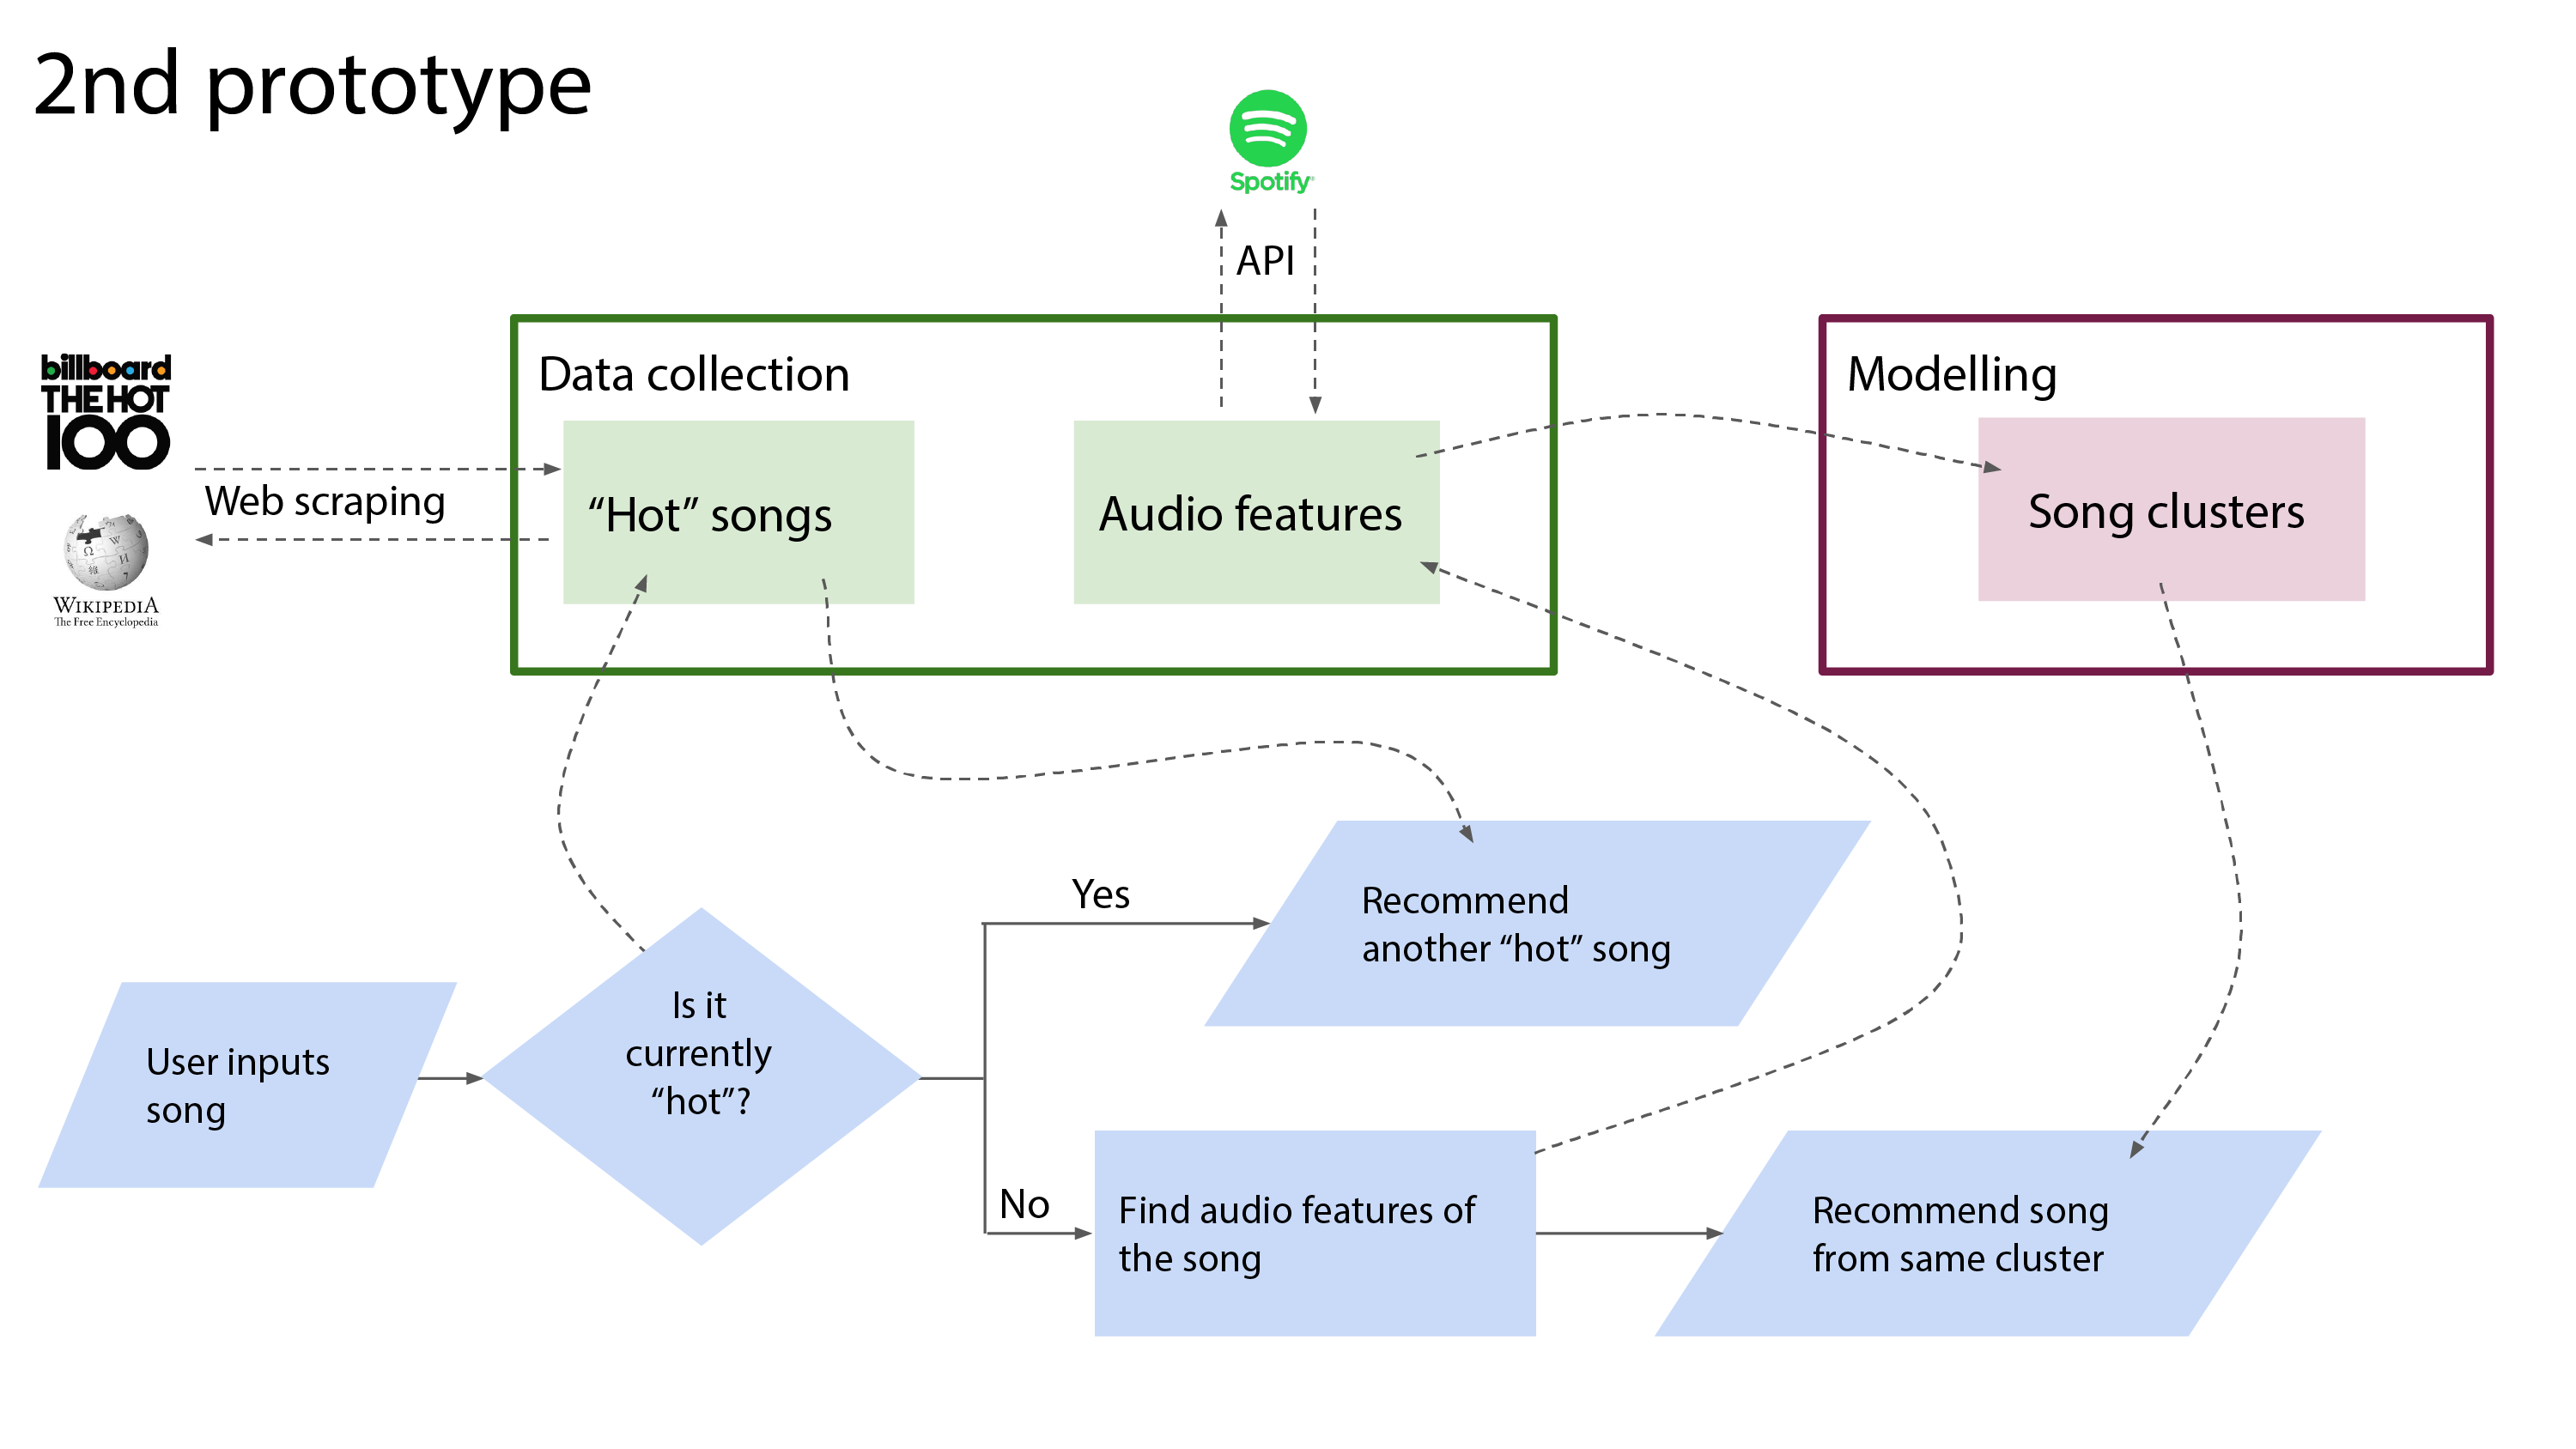 2nd prototype
Spotify®
API
billboard
THE HOT
100
Web scraping
WIKIPEDIA
The Free Encyclopedia
Data collection
“Hot” songs
Audio features
Modelling
Song clusters
User inputs
song
Is it
currently
“hot”?
Yes
Recommend
another “hot” song
No
Find audio features of
the song
Recommend song
from same cluster